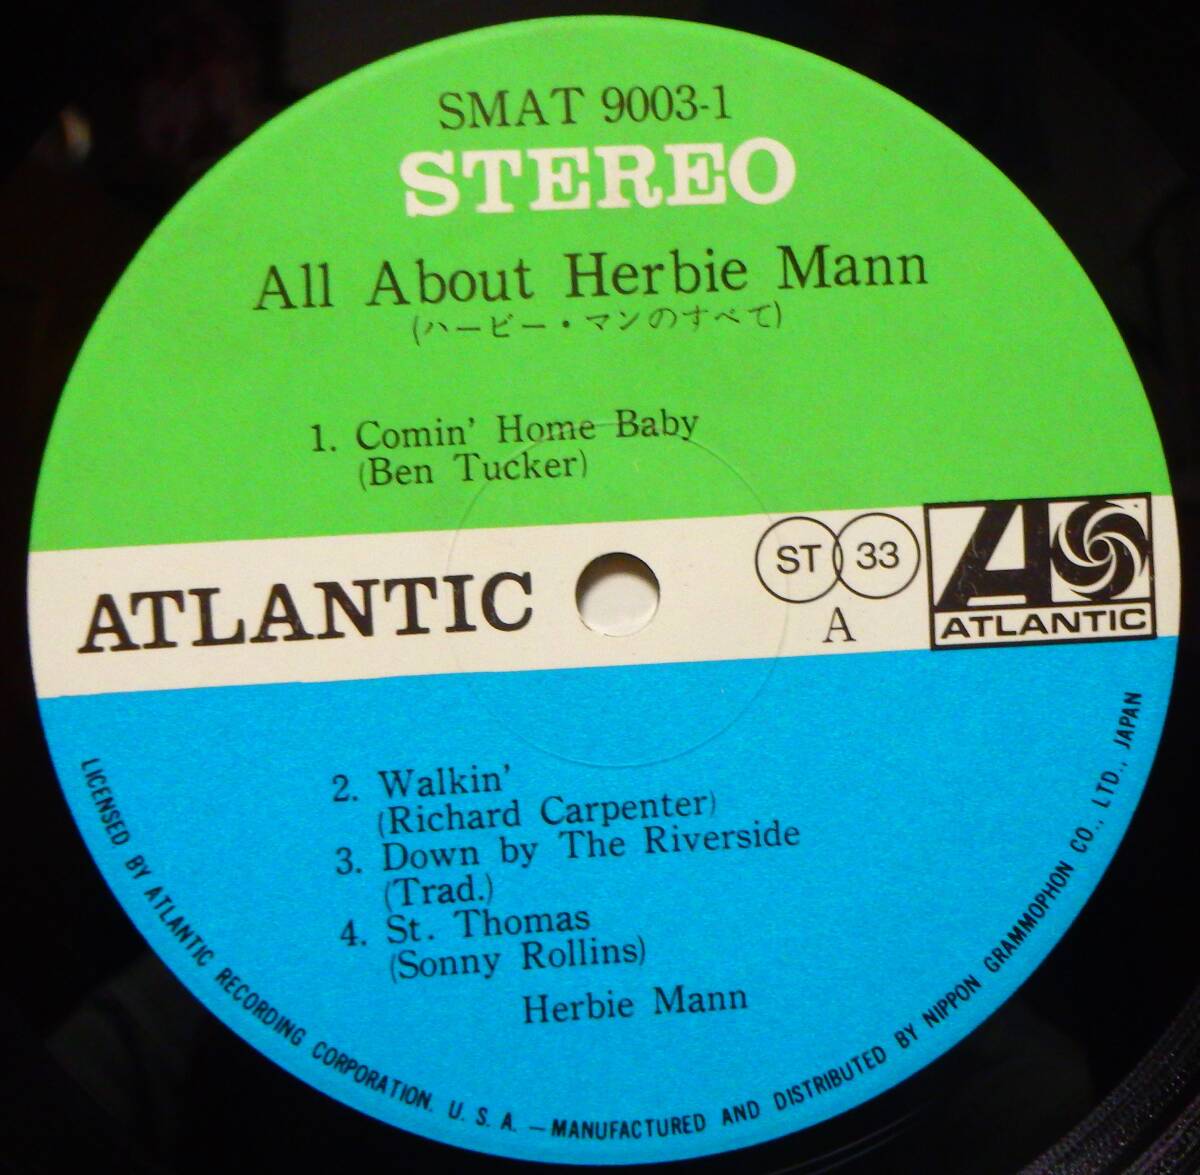 SMAT 9003-1
STEREO
All About Herbie Mann
(ハービー・マンのすべて)
1. Comin' Home Baby
(Ben Tucker)
ATLANTIC
ST 33
A
ATLANTIC
2. Walkin'
(Richard Carpenter)
3. Down by The Riverside
(Trad.)
4. St. Thomas
(Sonny Rollins)
Herbie Mann
LICENSED BY ATLANTIC RECORDING CORPORATION. U. S. A. — MANUFACTURED AND DISTRIBUTED BY NIPPON GRAMMOPHON CO., LTD., JAPAN